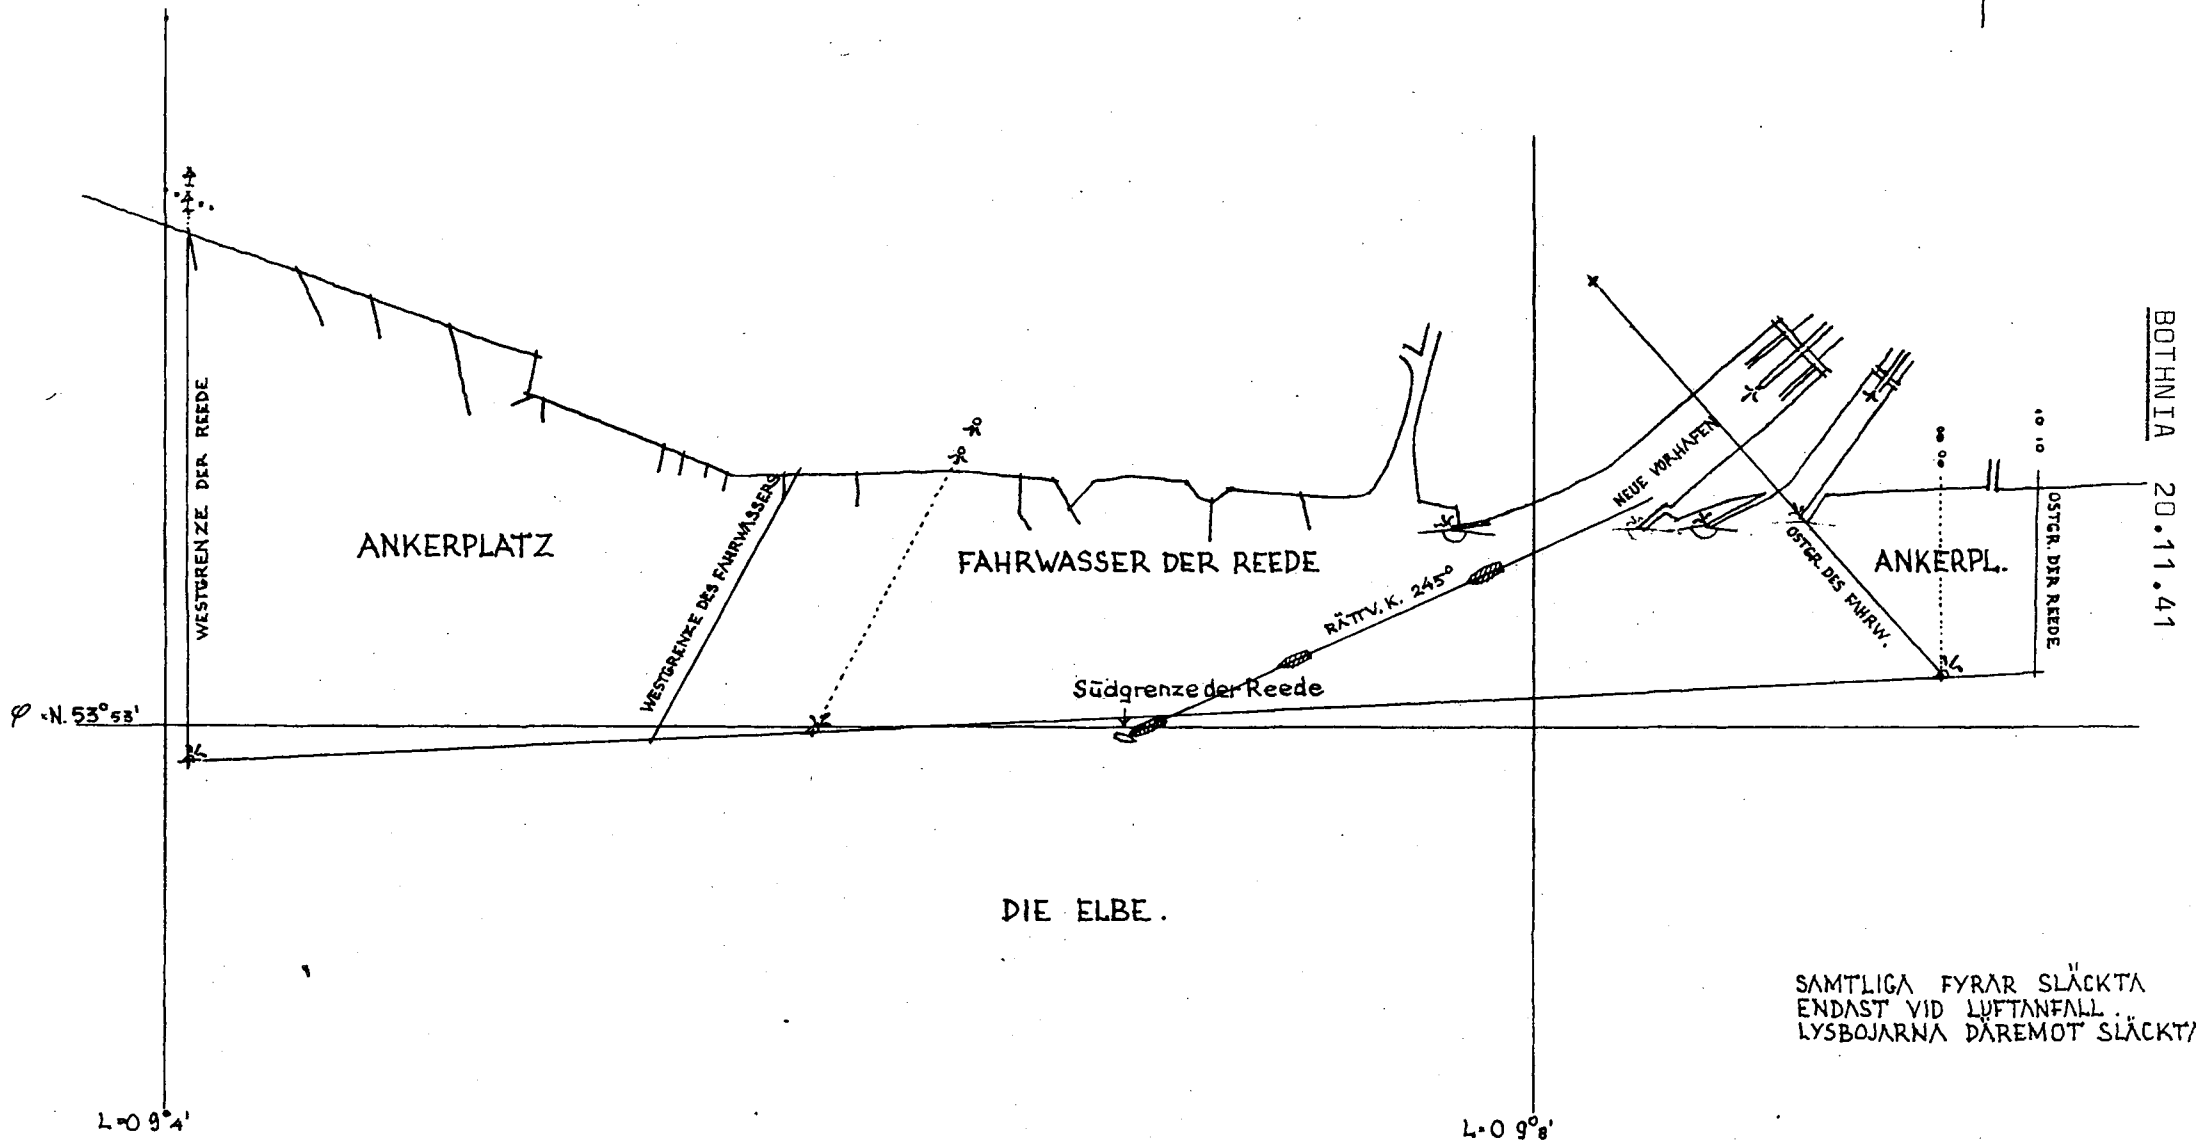 WESTGRENZE DER REEDE
ANKERPLATZ
WESTGRENZE DES FAHRWASSERS
FAHRWASSER DER REEDE
RÄTTV. K. 245°
NEUE VORHAFEN
OSTGR. DES FAHRW.
ANKERPL.
OSTGR. DER REEDE
BOTHNIA 20.11.41
Südgrenze der Reede
φ =N. 53° 53'
DIE ELBE.
SAMTLIGA FYRAR SLÄCKTA
ENDAST VID LUFTANFALL.
LYSBOJARNA DÄREMOT SLÄCKTA
L=O 9°4'
L=O 9°8'